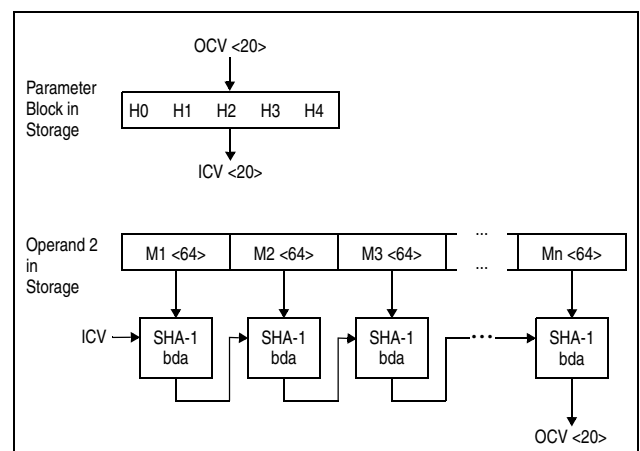 OCV <20>
Parameter
Block in
Storage
H0 H1 H2 H3 H4
ICV <20>
Operand 2
in
Storage
M1 <64> M2 <64> M3 <64> ... ... Mn <64>
ICV
SHA-1
bda
SHA-1
bda
SHA-1
bda
...
SHA-1
bda
OCV <20>